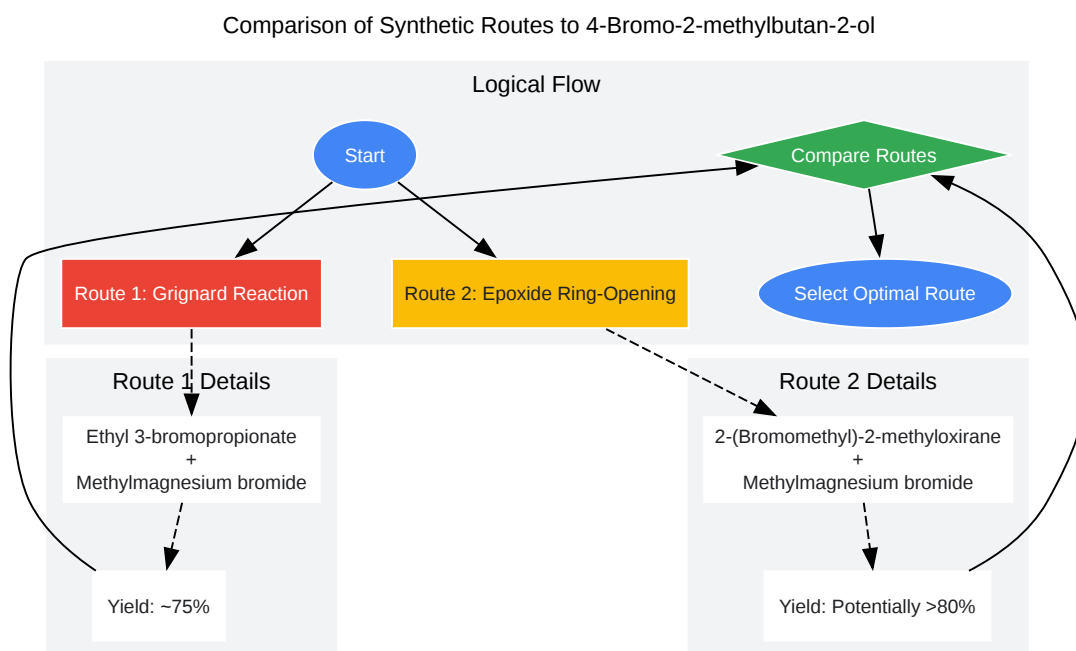 Comparison of Synthetic Routes to 4-Bromo-2-methylbutan-2-ol
Logical Flow
Start
Compare Routes
Route 1: Grignard Reaction
Route 2: Epoxide Ring-Opening
Select Optimal Route
Route 1 Details
Ethyl 3-bromopropionate
+
Methylmagnesium bromide
Yield: ~75%
Route 2 Details
2-(Bromomethyl)-2-methyloxirane
+
Methylmagnesium bromide
Yield: Potentially >80%